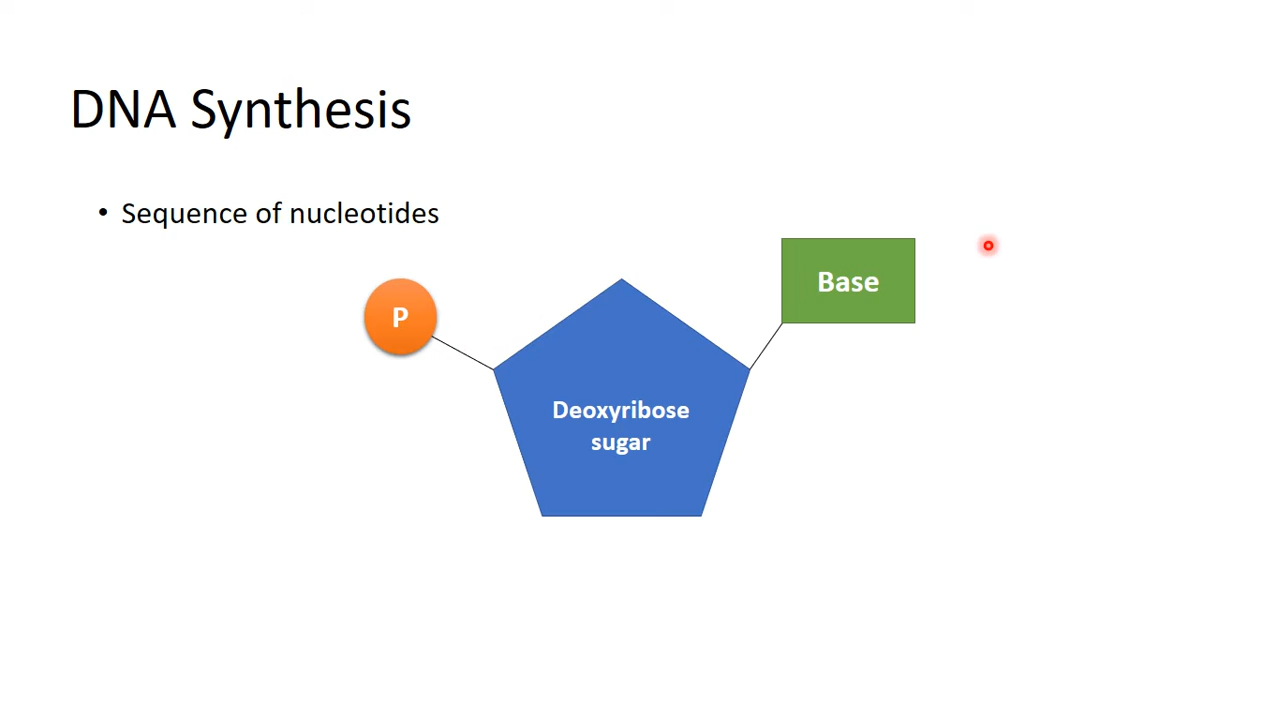 DNA Synthesis
• Sequence of nucleotides
Base
P
Deoxyribose
sugar